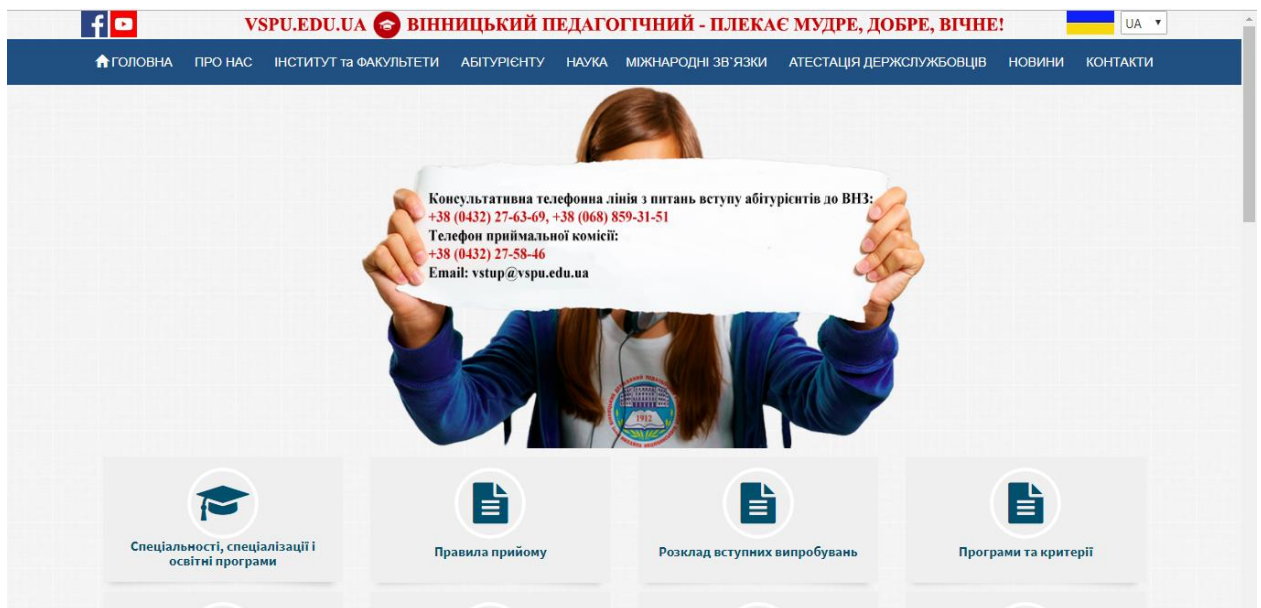 VSPU.EDU.UA ВІННИЦЬКИЙ ПЕДАГОГІЧНИЙ - ПЛЕКАЄ МУДРЕ, ДОБРЕ, ВІЧНЕ!
UA
ГОЛОВНА ПРО НАС ІНСТИТУТ та ФАКУЛЬТЕТИ АБІТУРІЄНТУ НАУКА МІЖНАРОДНІ ЗВ`ЯЗКИ АТЕСТАЦІЯ ДЕРЖСЛУЖБОВЦІВ НОВИНИ КОНТАКТИ
Консультативна телефонна лінія з питань вступу абітурієнтів до ВНЗ:
+38 (0432) 27-63-69, +38 (068) 859-31-51
Телефон приймальної комісії:
+38 (0432) 27-58-46
Email: vstup@vspu.edu.ua
1912
Спеціальності, спеціалізації і
освітні програми
Правила прийому
Розклад вступних випробувань
Програми та критерії